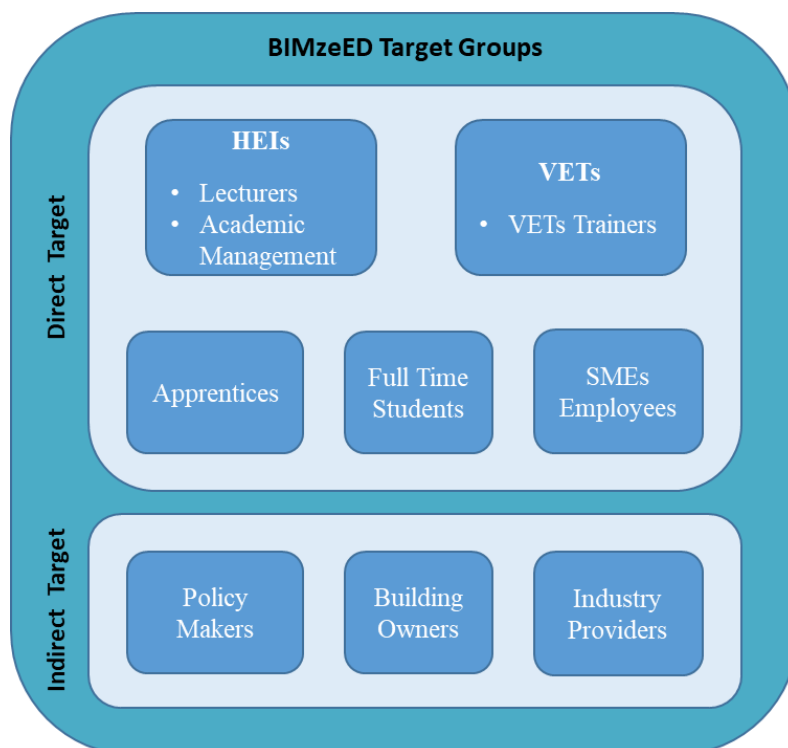 BIMzeED Target Groups
Direct Target
HEIs
• Lecturers
• Academic
Management
VETs
• VETs Trainers
Apprentices
Full Time
Students
SMEs
Employees
Indirect Target
Policy
Makers
Building
Owners
Industry
Providers